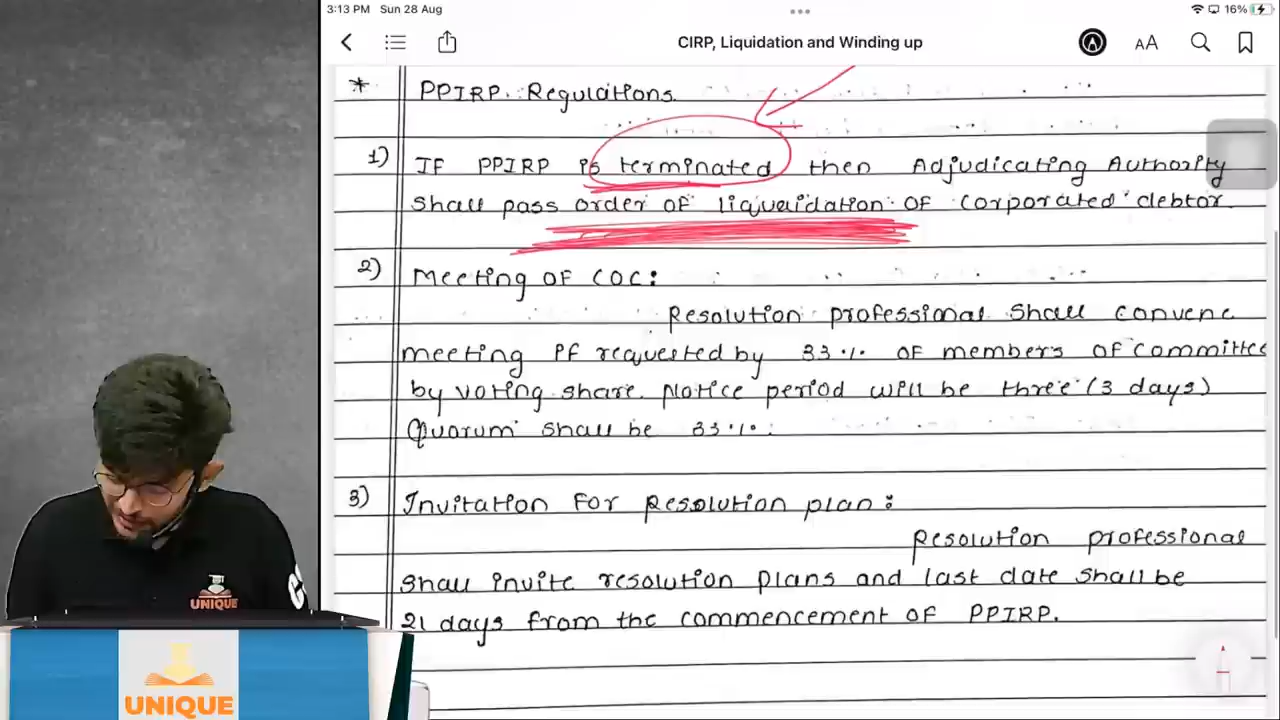 3:13 PM Sun 28 Aug
16%
CIRP, Liquidation and Winding up
AA
* PPIRP. Regulations.
1) IF PPIRP is terminated then Adjudicating Authority
shall pass order of liquaidation of corporated debtor.
2) Meeting of COC:
Resolution professional shall convene
meeting if requested by 33% of members of committee
by voting share. Notice period will be three (3 days)
Quorum shall be 33%.
3) Invitation for resolution plan:
Resolution professional
shall invite resolution plans and last date shall be
21 days from the commencement of PPIRP.
UNIQUE
UNIQUE